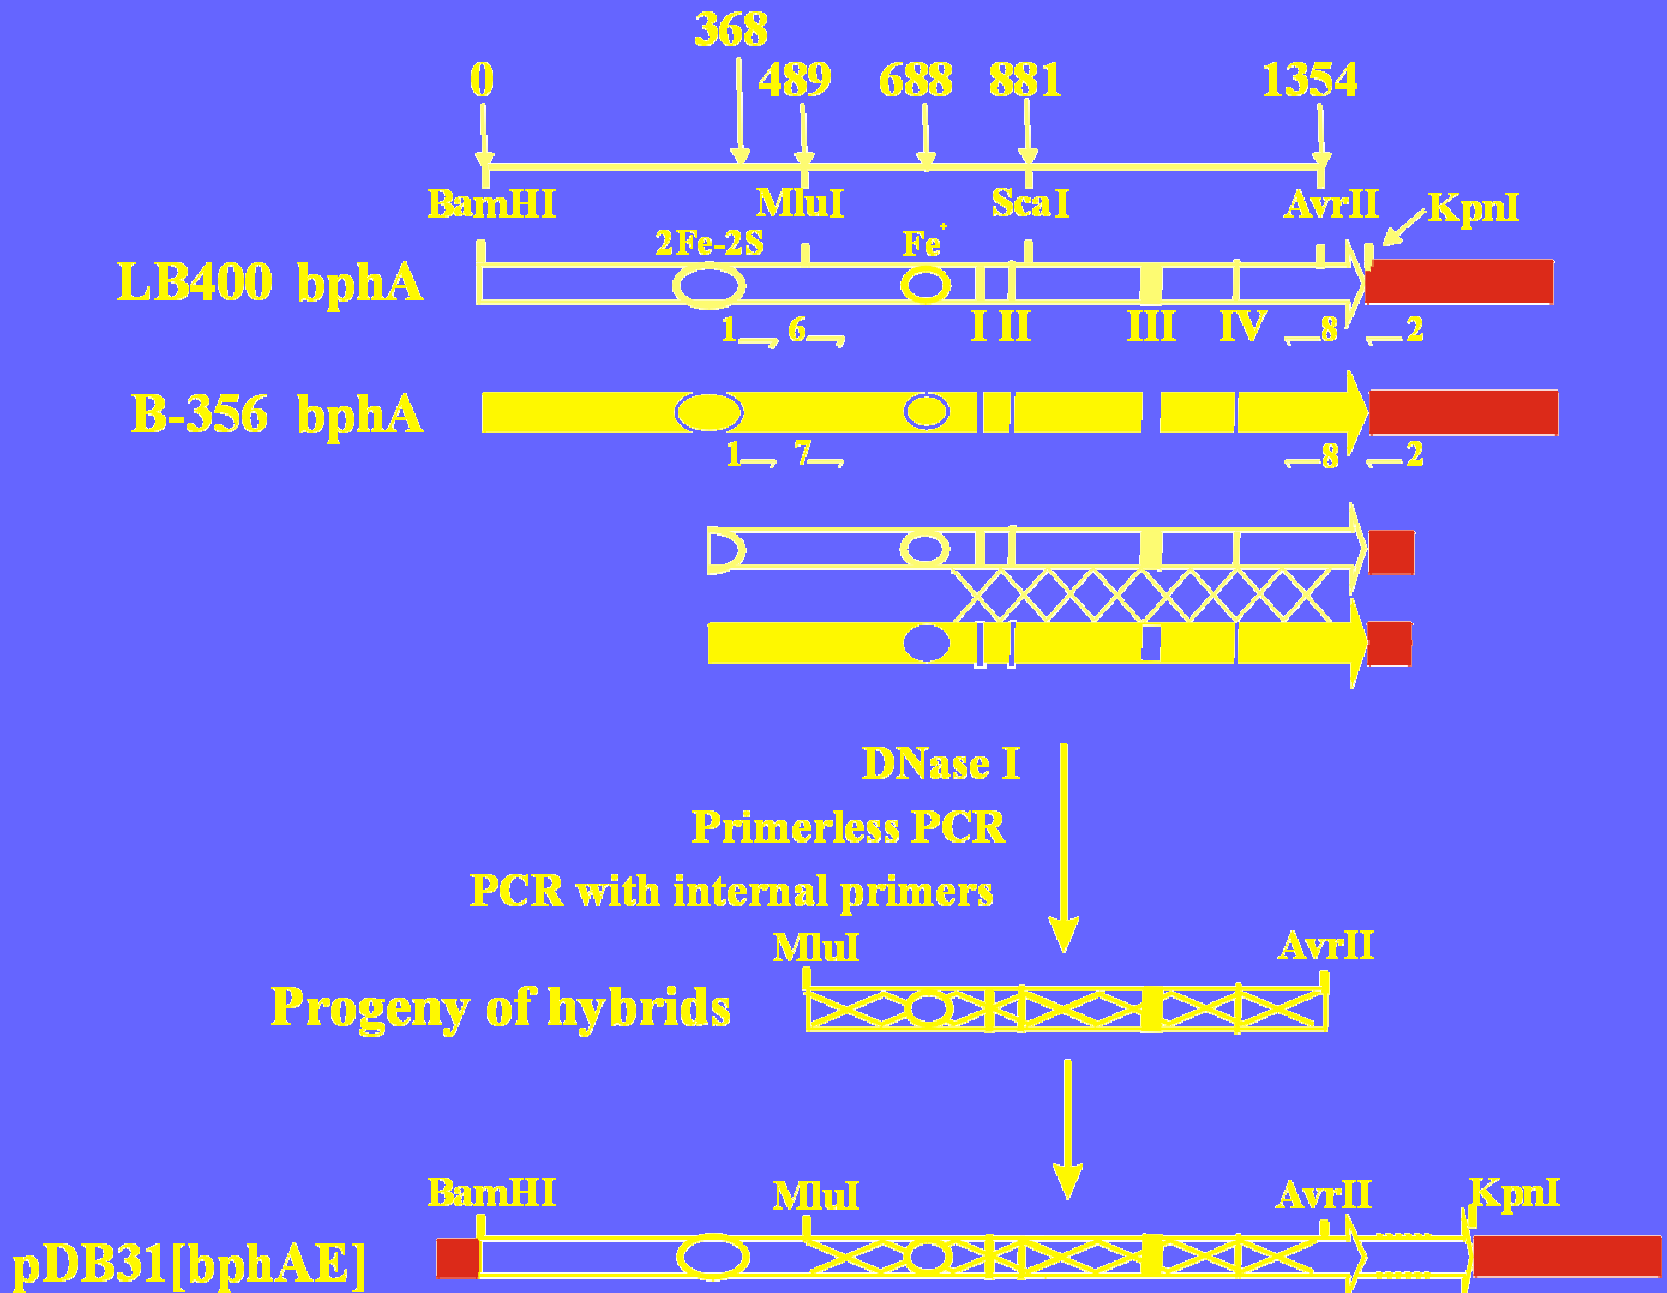 368
0 489 688 881 1354
BamHI MluI ScaI AvrII KpnI
2Fe-2S Fe+
LB400 bphA
1 6 I II III IV 8 2
B-356 bphA
1 7 8 2
DNase I
Primerless PCR
PCR with internal primers
MluI AvrII
Progeny of hybrids
BamHI MluI AvrII KpnI
pDB31[bphAE]